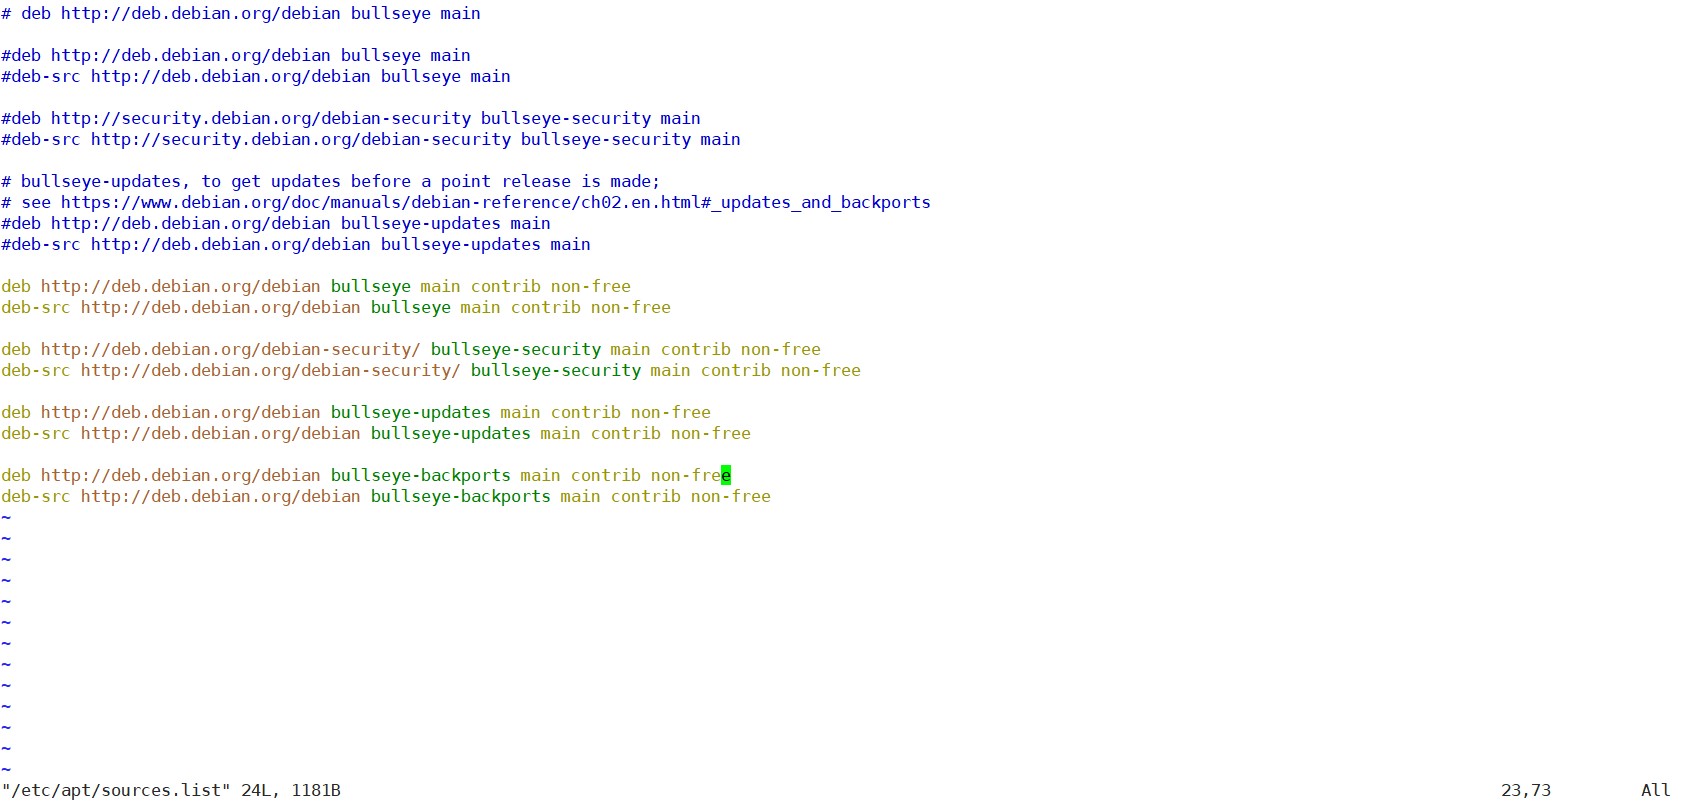 # deb http://deb.debian.org/debian bullseye main
#deb http://deb.debian.org/debian bullseye main
#deb-src http://deb.debian.org/debian bullseye main
#deb http://security.debian.org/debian-security bullseye-security main
#deb-src http://security.debian.org/debian-security bullseye-security main
# bullseye-updates, to get updates before a point release is made;
# see https://www.debian.org/doc/manuals/debian-reference/ch02.en.html#_updates_and_backports
#deb http://deb.debian.org/debian bullseye-updates main
#deb-src http://deb.debian.org/debian bullseye-updates main
deb http://deb.debian.org/debian bullseye main contrib non-free
deb-src http://deb.debian.org/debian bullseye main contrib non-free
deb http://deb.debian.org/debian-security/ bullseye-security main contrib non-free
deb-src http://deb.debian.org/debian-security/ bullseye-security main contrib non-free
deb http://deb.debian.org/debian bullseye-updates main contrib non-free
deb-src http://deb.debian.org/debian bullseye-updates main contrib non-free
deb http://deb.debian.org/debian bullseye-backports main contrib non-free
deb-src http://deb.debian.org/debian bullseye-backports main contrib non-free
~
~
~
~
~
~
~
~
~
~
~
~
~
"/etc/apt/sources.list" 24L, 1181B 23,73 All